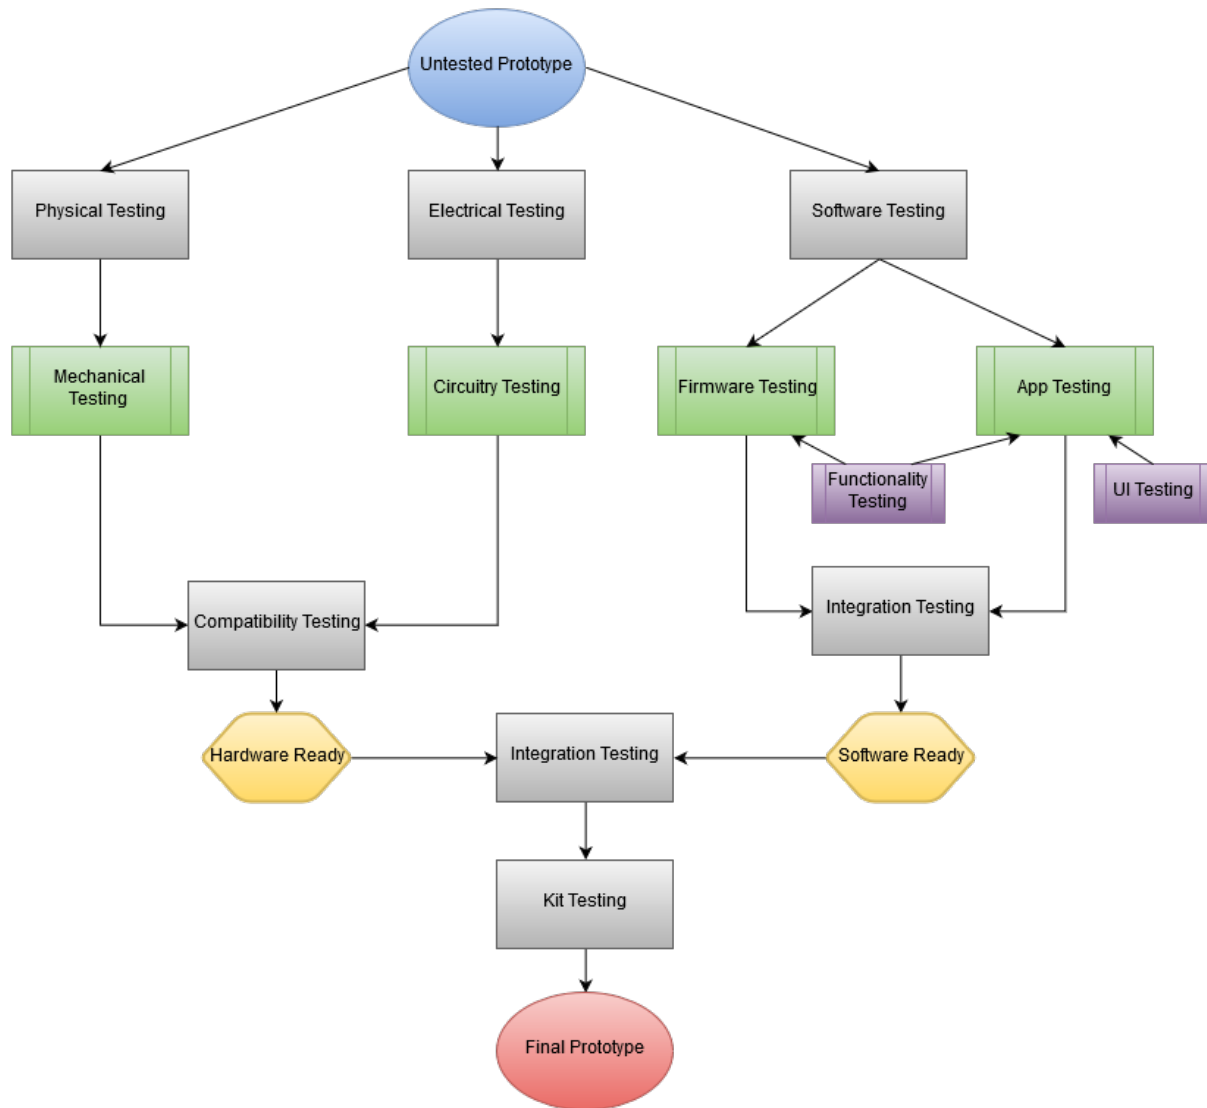 Untested Prototype
Physical Testing
Electrical Testing
Software Testing
Mechanical
Testing
Circuitry Testing
Firmware Testing
App Testing
Functionality
Testing
UI Testing
Compatibility Testing
Integration Testing
Hardware Ready
Integration Testing
Software Ready
Kit Testing
Final Prototype